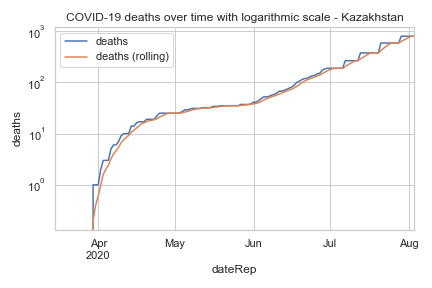 COVID-19 deaths over time with logarithmic scale - Kazakhstan
deaths
deaths (rolling)
10³
10²
10¹
10⁰
deaths
Apr
2020
May
Jun
Jul
Aug
dateRep